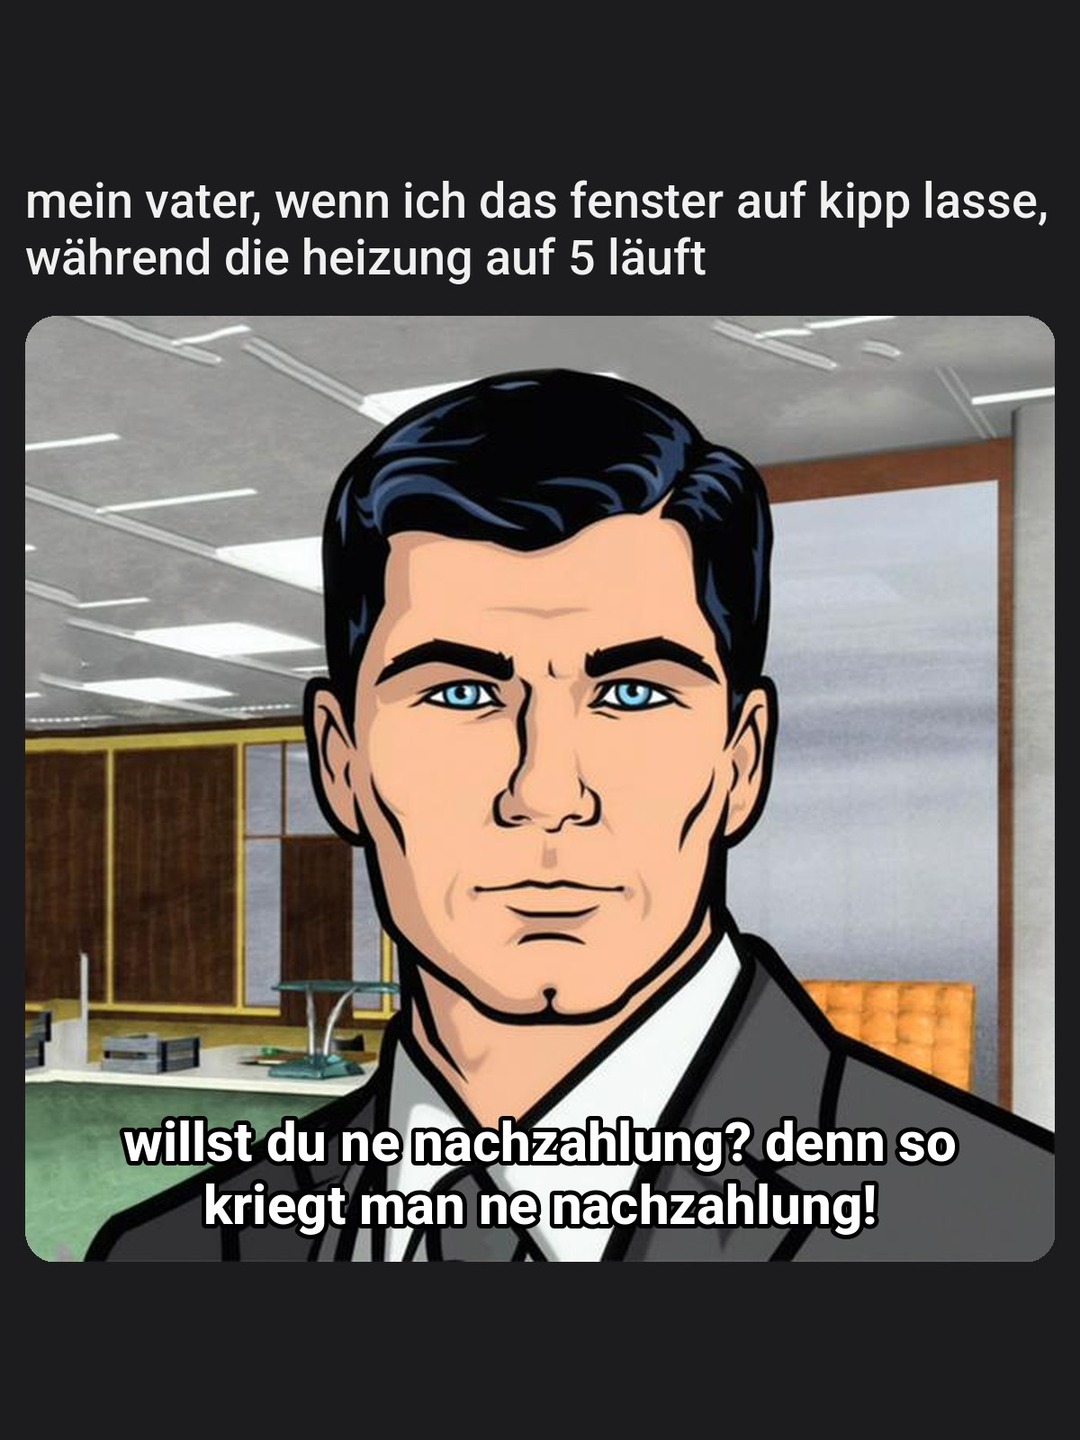 mein vater, wenn ich das fenster auf kipp lasse,
während die heizung auf 5 läuft
willst du ne nachzahlung? denn so
kriegt man ne nachzahlung!